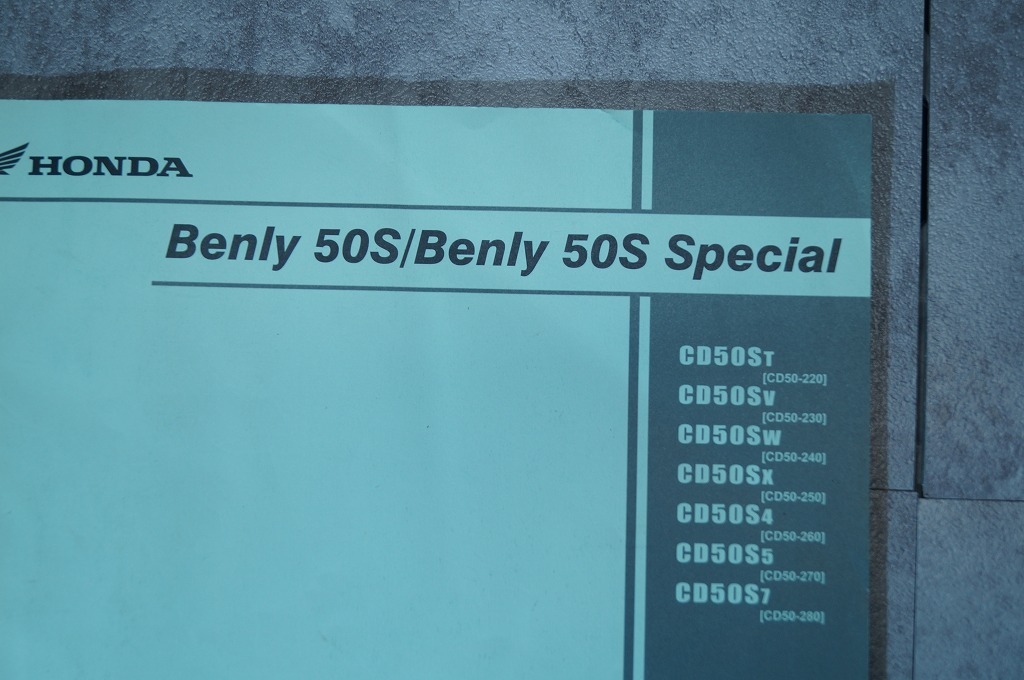 HONDA
Benly 50S/Benly 50S Special
CD50ST
[CD50-220]
CD50SV
[CD50-230]
CD50SW
[CD50-240]
CD50SX
[CD50-250]
CD50S4
[CD50-260]
CD50S5
[CD50-270]
CD50S7
[CD50-280]